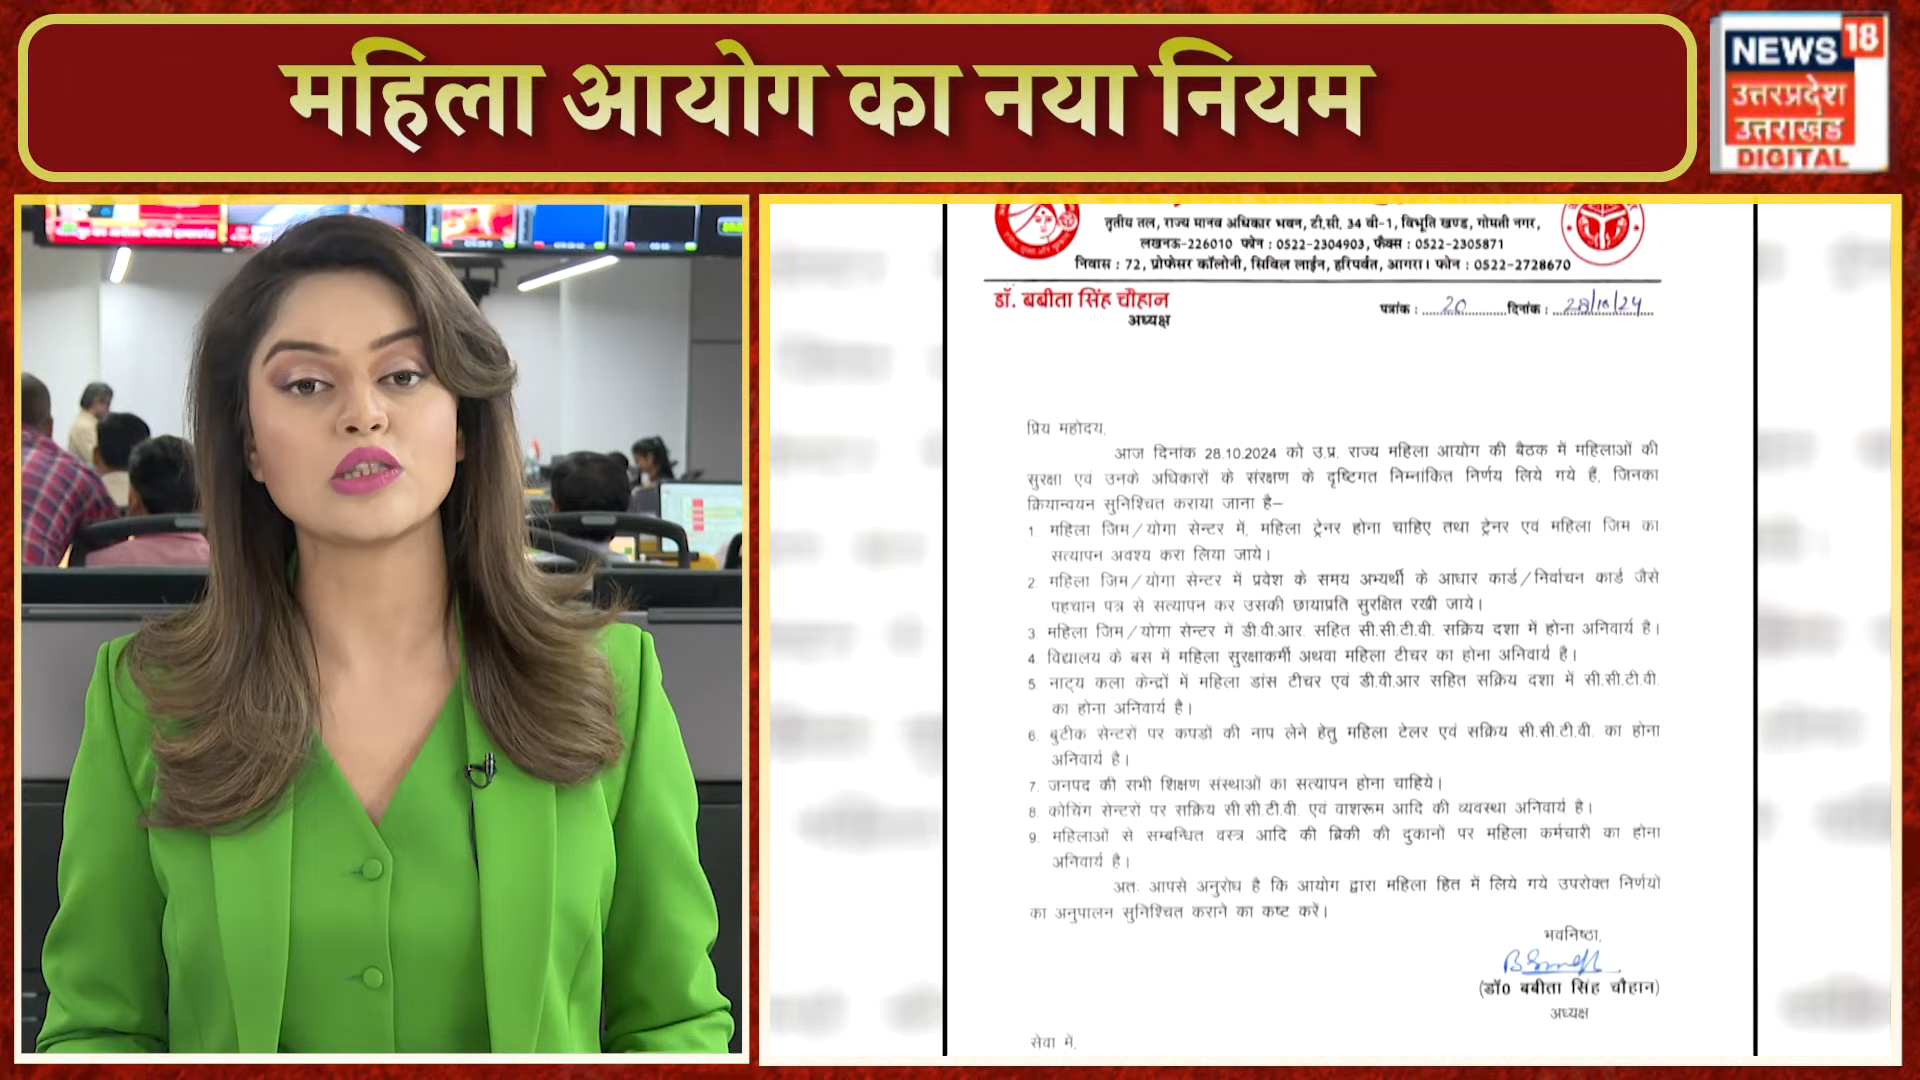 महिला आयोग का नया नियम
NEWS 18
उत्तरप्रदेश
उत्तराखंड
DIGITAL
तृतीय तल, राज्य मानव अधिकार भवन, टी.सी. 34 वी-1, विभूति खण्ड, गोमती नगर,
लखनऊ-226010 फोन : 0522-2304903, फैक्स : 0522-2305871
निवास : 72, प्रोफेसर कॉलोनी, सिविल लाईन, हरिपर्वत, आगरा। फोन : 0522-2728670
डॉ. बबीता सिंह चौहान
अध्यक्ष
पत्रांक : 20 दिनांक : 28/10/24
प्रिय महोदय,
आज दिनांक 28.10.2024 को उ.प्र. राज्य महिला आयोग की बैठक में महिलाओं की
सुरक्षा एवं उनके अधिकारों के संरक्षण के दृष्टिगत निम्नांकित निर्णय लिये गये हैं, जिनका
क्रियान्वयन सुनिश्चित कराया जाना है–
1. महिला जिम/योगा सेन्टर में, महिला ट्रेनर होना चाहिए तथा ट्रेनर एवं महिला जिम का
सत्यापन अवश्य करा लिया जाये।
2. महिला जिम/योगा सेन्टर में प्रवेश के समय अभ्यर्थी के आधार कार्ड/निर्वाचन कार्ड जैसे
पहचान पत्र से सत्यापन कर उसकी छायाप्रति सुरक्षित रखी जाये।
3. महिला जिम/योगा सेन्टर में डी.वी.आर. सहित सी.सी.टी.वी. सक्रिय दशा में होना अनिवार्य है।
4. विद्यालय के बस में महिला सुरक्षाकर्मी अथवा महिला टीचर का होना अनिवार्य है।
5. नाट्य कला केन्द्रों में महिला डांस टीचर एवं डी.वी.आर सहित सक्रिय दशा में सी.सी.टी.वी.
का होना अनिवार्य है।
6. बुटीक सेन्टरों पर कपडों की नाप लेने हेतु महिला टेलर एवं सक्रिय सी.सी.टी.वी. का होना
अनिवार्य है।
7. जनपद की सभी शिक्षण संस्थाओं का सत्यापन होना चाहिये।
8. कोचिंग सेन्टरों पर सक्रिय सी.सी.टी.वी. एवं वाशरूम आदि की व्यवस्था अनिवार्य है।
9. महिलाओं से सम्बन्धित वस्त्र आदि की ब्रिकी की दुकानों पर महिला कर्मचारी का होना
अनिवार्य है।
अतः आपसे अनुरोध है कि आयोग द्वारा महिला हित में लिये गये उपरोक्त निर्णयों
का अनुपालन सुनिश्चित कराने का कष्ट करें।
भवनिष्ठा,
(डॉ0 बबीता सिंह चौहान)
अध्यक्ष
सेवा में,